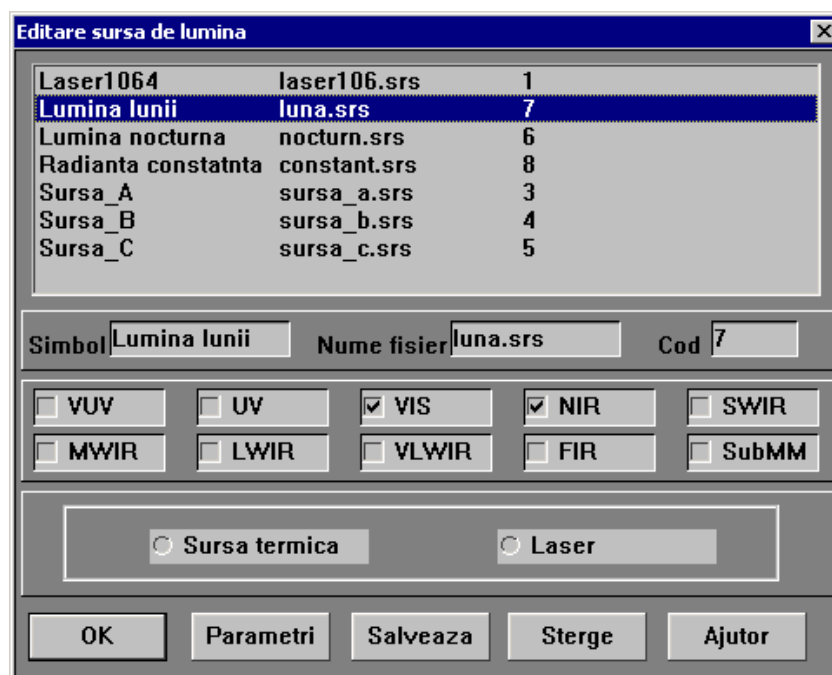 Editare sursa de lumina
Laser1064 laser106.srs 1
Lumina lunii luna.srs 7
Lumina nocturna nocturn.srs 6
Radianta constatnta constant.srs 8
Sursa_A sursa_a.srs 3
Sursa_B sursa_b.srs 4
Sursa_C sursa_c.srs 5
Simbol Lumina lunii Nume fisier luna.srs Cod 7
VUV UV VIS NIR SWIR
MWIR LWIR VLWIR FIR SubMM
Sursa termica Laser
OK Parametri Salveaza Sterge Ajutor